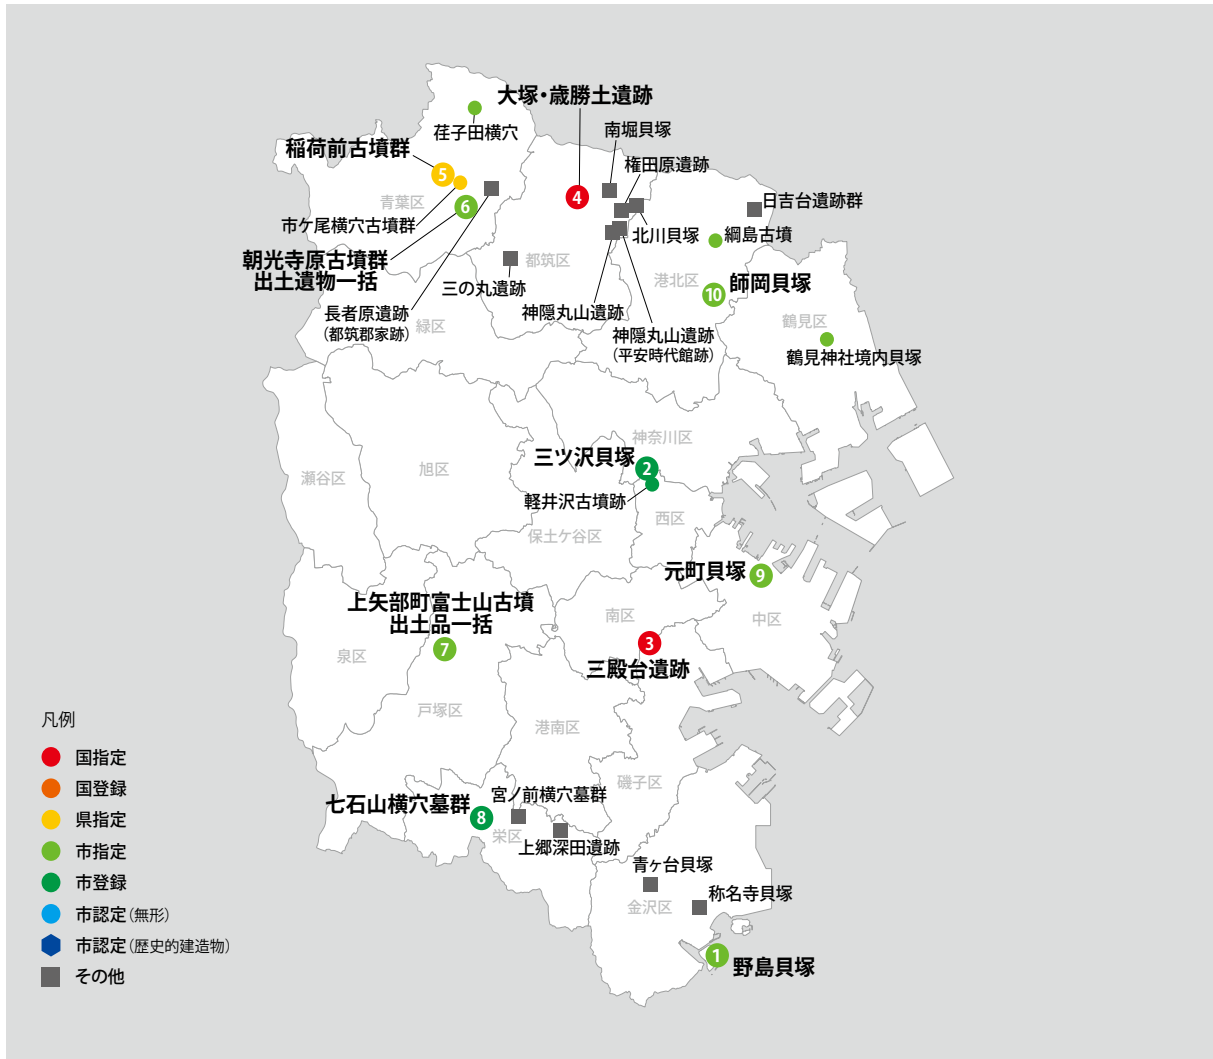 大塚・歳勝土遺跡
荏子田横穴
南堀貝塚
稲荷前古墳群
権田原遺跡
5
4
青葉区
6
日吉台遺跡群
市ケ尾横穴古墳群
北川貝塚
綱島古墳
朝光寺原古墳群
出土遺物一括
都筑区
三の丸遺跡
港北区
師岡貝塚
10
長者原遺跡
(都筑郡家跡)
緑区
神隠丸山遺跡
神隠丸山遺跡
(平安時代館跡)
鶴見区
鶴見神社境内貝塚
神奈川区
三ツ沢貝塚
2
瀬谷区
旭区
軽井沢古墳跡
西区
保土ケ谷区
元町貝塚
9
上矢部町富士山古墳
出土品一括
南区
中区
7
3
泉区
三殿台遺跡
戸塚区
港南区
凡例
国指定
国登録
県指定
市指定
市登録
市認定(無形)
市認定(歴史的建造物)
その他
磯子区
七石山横穴墓群
8
宮ノ前横穴墓群
栄区
上郷深田遺跡
青ヶ台貝塚
称名寺貝塚
金沢区
1
野島貝塚